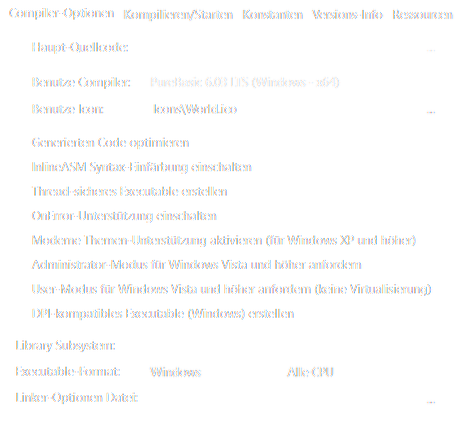 Compiler-Optionen Kompilieren/Starten Konstanten Versions-Info Ressourcen
Haupt-Quellcode: ...
Benutze Compiler: PureBasic 6.03 LTS (Windows - x64)
Benutze Icon: Icons\World.ico ...
Generierten Code optimieren
InlineASM Syntax-Einfärbung einschalten
Thread-sicheres Executable erstellen
OnError-Unterstützung einschalten
Moderne Themen-Unterstützung aktivieren (für Windows XP und höher)
Administrator-Modus für Windows Vista und höher anfordern
User-Modus für Windows Vista und höher anfordern (keine Virtualisierung)
DPI-kompatibles Executable (Windows) erstellen
Library Subsystem:
Executable-Format: Windows Alle CPU
Linker-Optionen Datei: ...